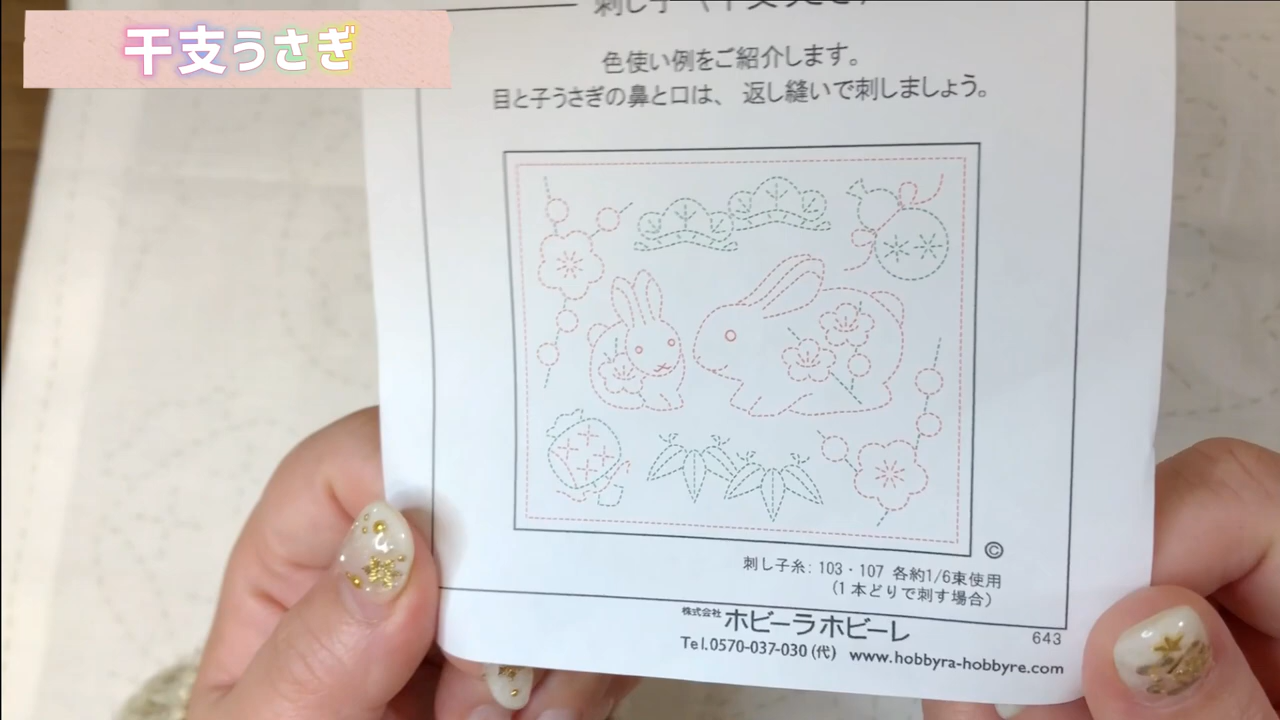 干支うさぎ
色使い例をご紹介します。
目と子うさぎの鼻と口は、返し縫いで刺しましょう。
©
刺し子糸：103・107 各約1/6束使用
（1本どりで刺す場合）
株式会社 ホビーラホビーレ
643
Tel.0570-037-030（代） www.hobbyra-hobbyre.com